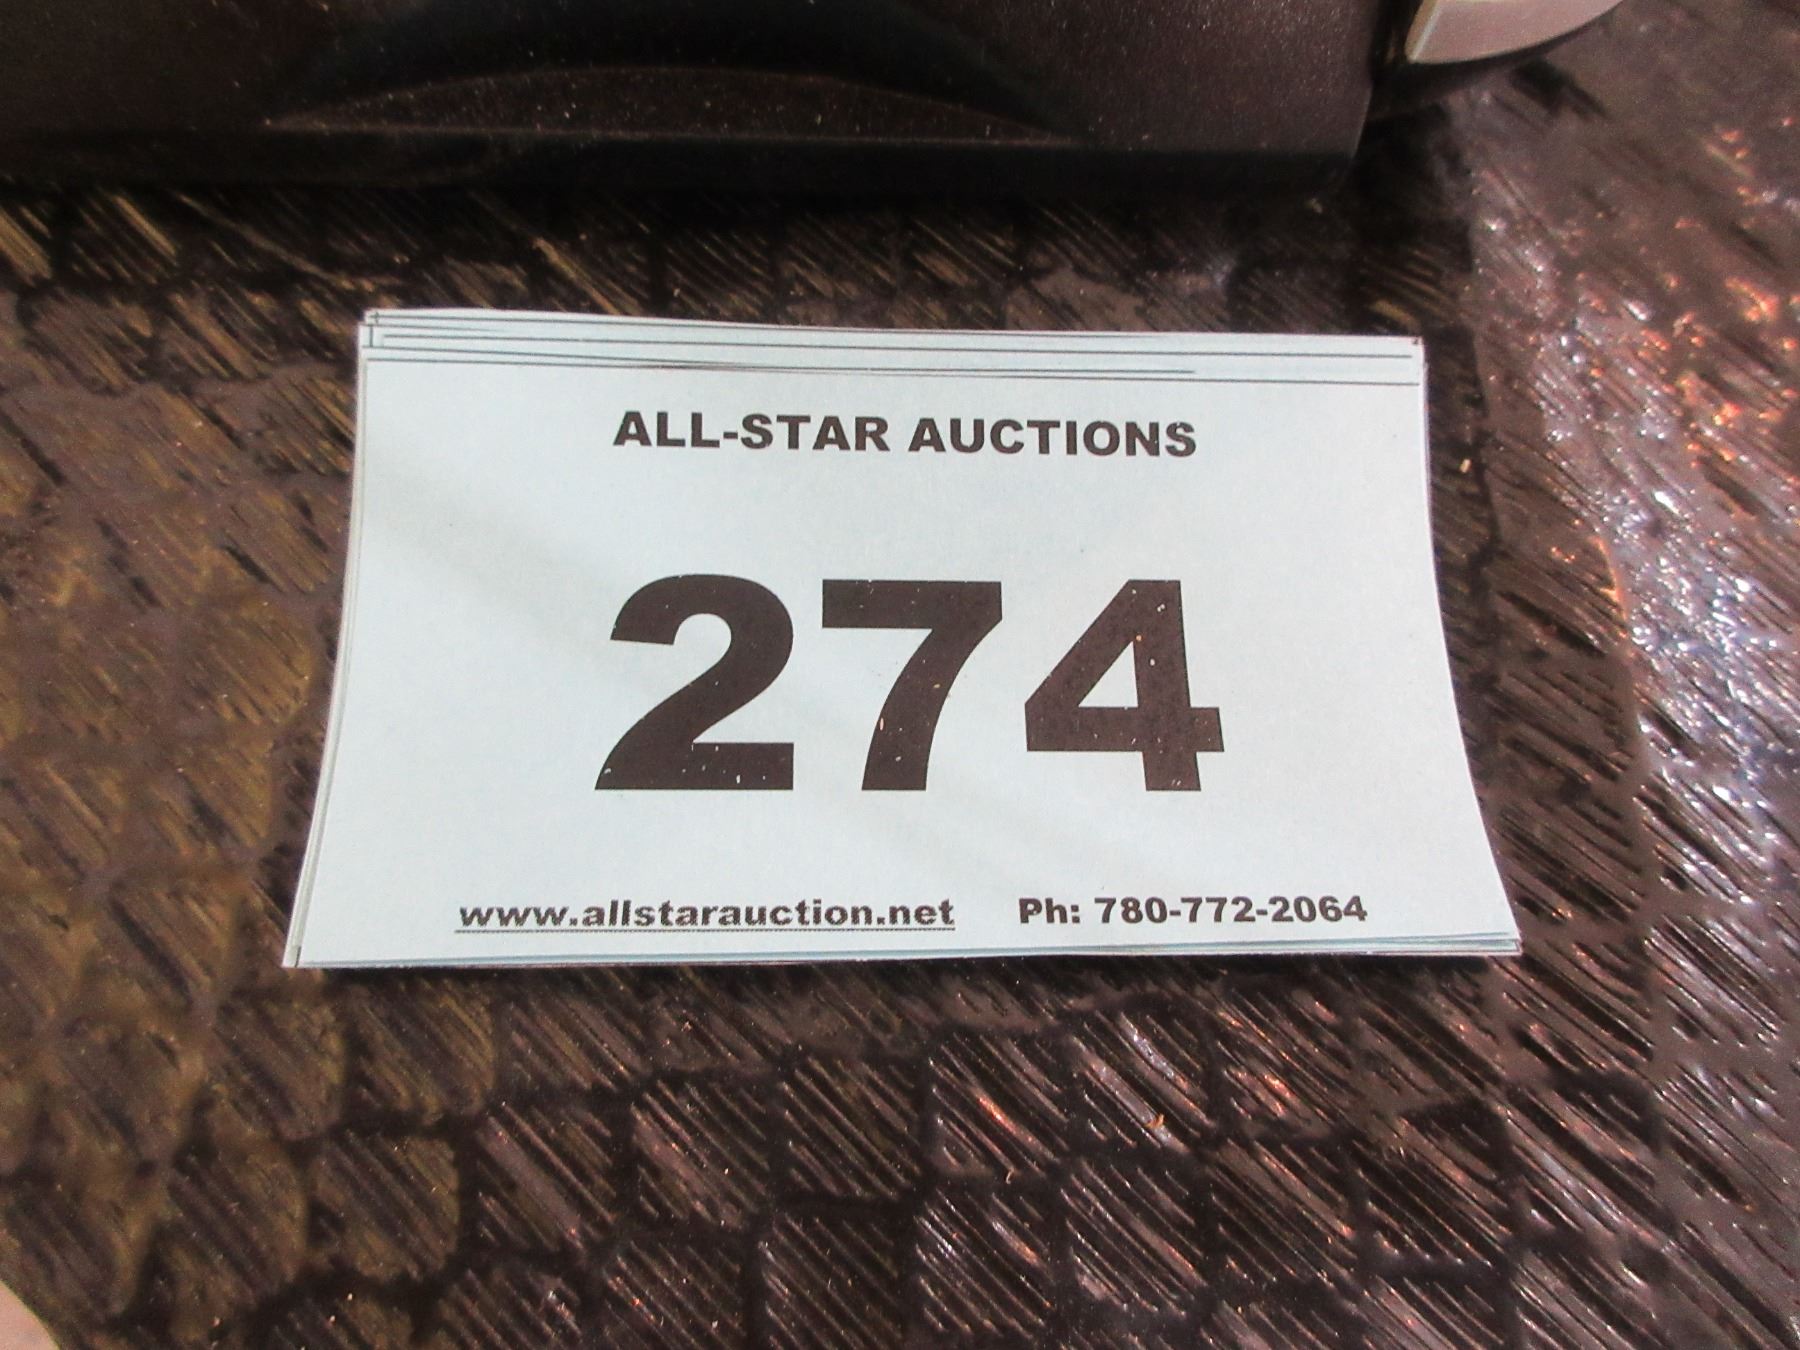 ALL-STAR AUCTIONS
274
www.allstarauction.net Ph: 780-772-2064